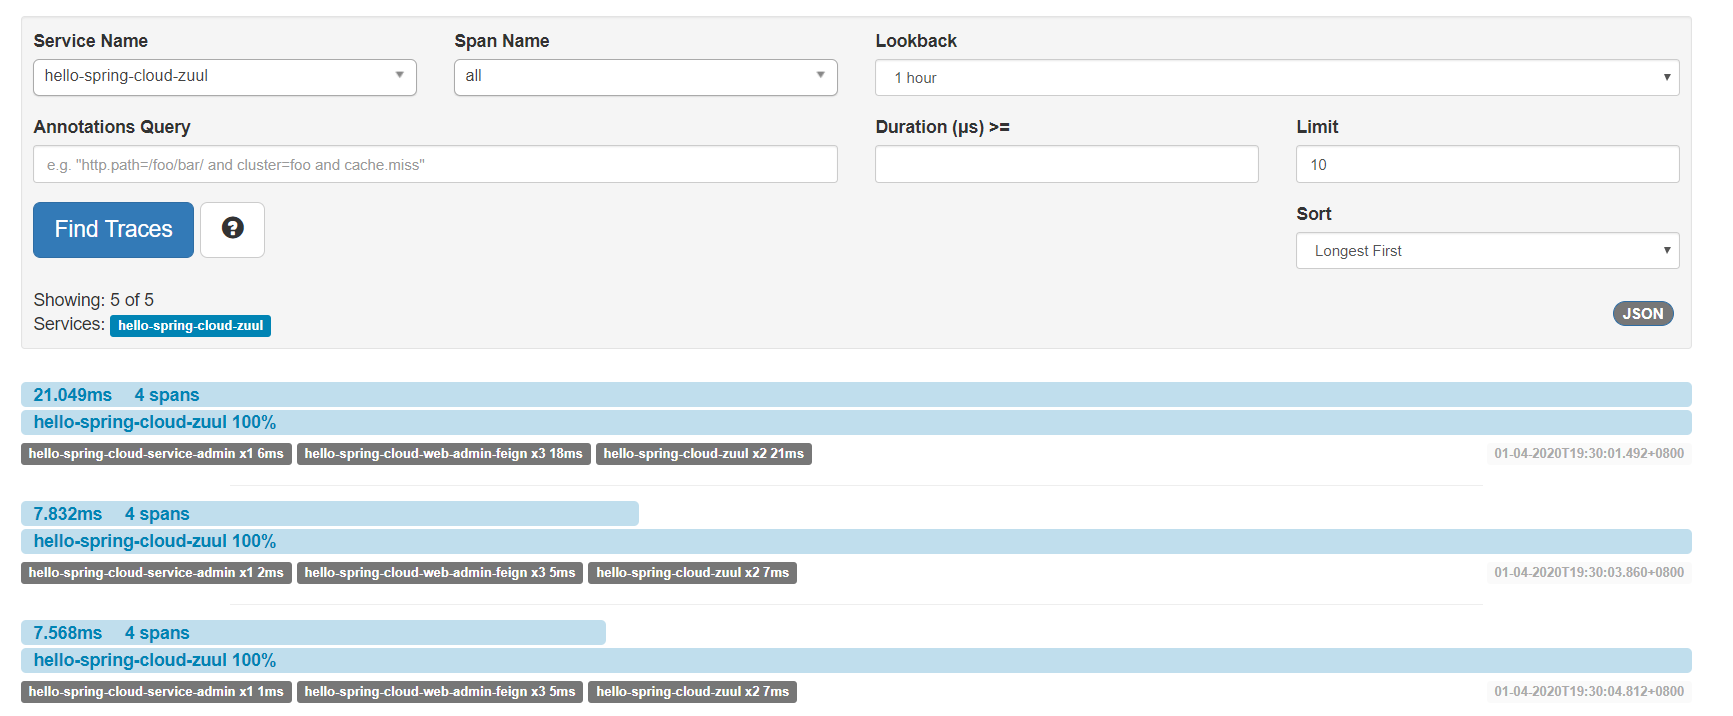 Service Name Span Name Lookback
hello-spring-cloud-zuul all 1 hour
Annotations Query Duration (μs) >= Limit
e.g. "http.path=/foo/bar/ and cluster=foo and cache.miss" 10
Find Traces ?
Sort
Longest First
Showing: 5 of 5
Services: hello-spring-cloud-zuul
JSON
21.049ms 4 spans
hello-spring-cloud-zuul 100%
hello-spring-cloud-service-admin x1 6ms hello-spring-cloud-web-admin-feign x3 18ms hello-spring-cloud-zuul x2 21ms 01-04-2020T19:30:01.492+0800
7.832ms 4 spans
hello-spring-cloud-zuul 100%
hello-spring-cloud-service-admin x1 2ms hello-spring-cloud-web-admin-feign x3 5ms hello-spring-cloud-zuul x2 7ms 01-04-2020T19:30:03.860+0800
7.568ms 4 spans
hello-spring-cloud-zuul 100%
hello-spring-cloud-service-admin x1 1ms hello-spring-cloud-web-admin-feign x3 5ms hello-spring-cloud-zuul x2 7ms 01-04-2020T19:30:04.812+0800